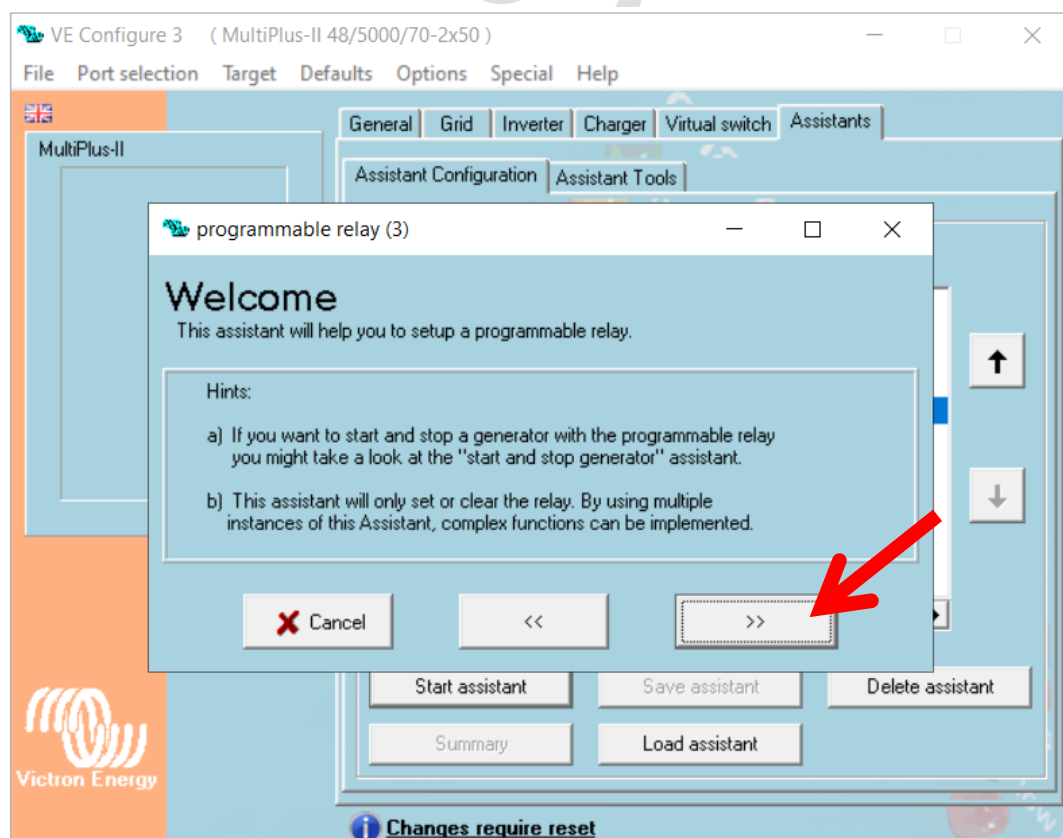 VE Configure 3 ( MultiPlus-II 48/5000/70-2x50 )
File Port selection Target Defaults Options Special Help
General Grid Inverter Charger Virtual switch Assistants
MultiPlus-II
Assistant Configuration Assistant Tools
programmable relay (3)
Welcome
This assistant will help you to setup a programmable relay.
Hints:
a) If you want to start and stop a generator with the programmable relay
you might take a look at the "start and stop generator" assistant.
b) This assistant will only set or clear the relay. By using multiple
instances of this Assistant, complex functions can be implemented.
Cancel << >>
Start assistant Save assistant Delete assistant
Summary Load assistant
Victron Energy
Changes require reset